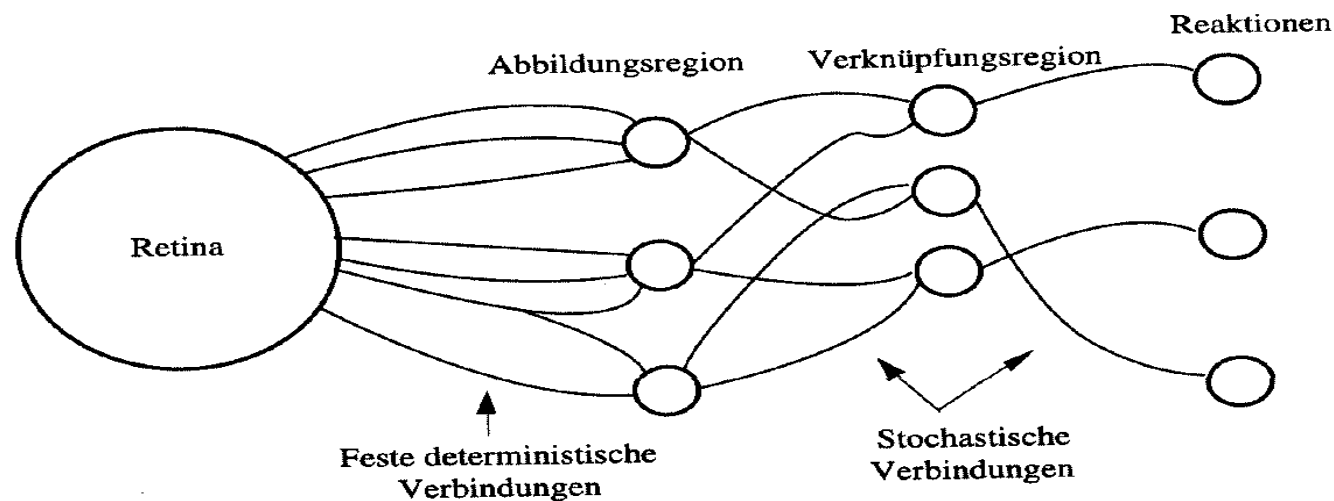 Reaktionen
Abbildungsregion
Verknüpfungsregion
Retina
Feste deterministische
Verbindungen
Stochastische
Verbindungen